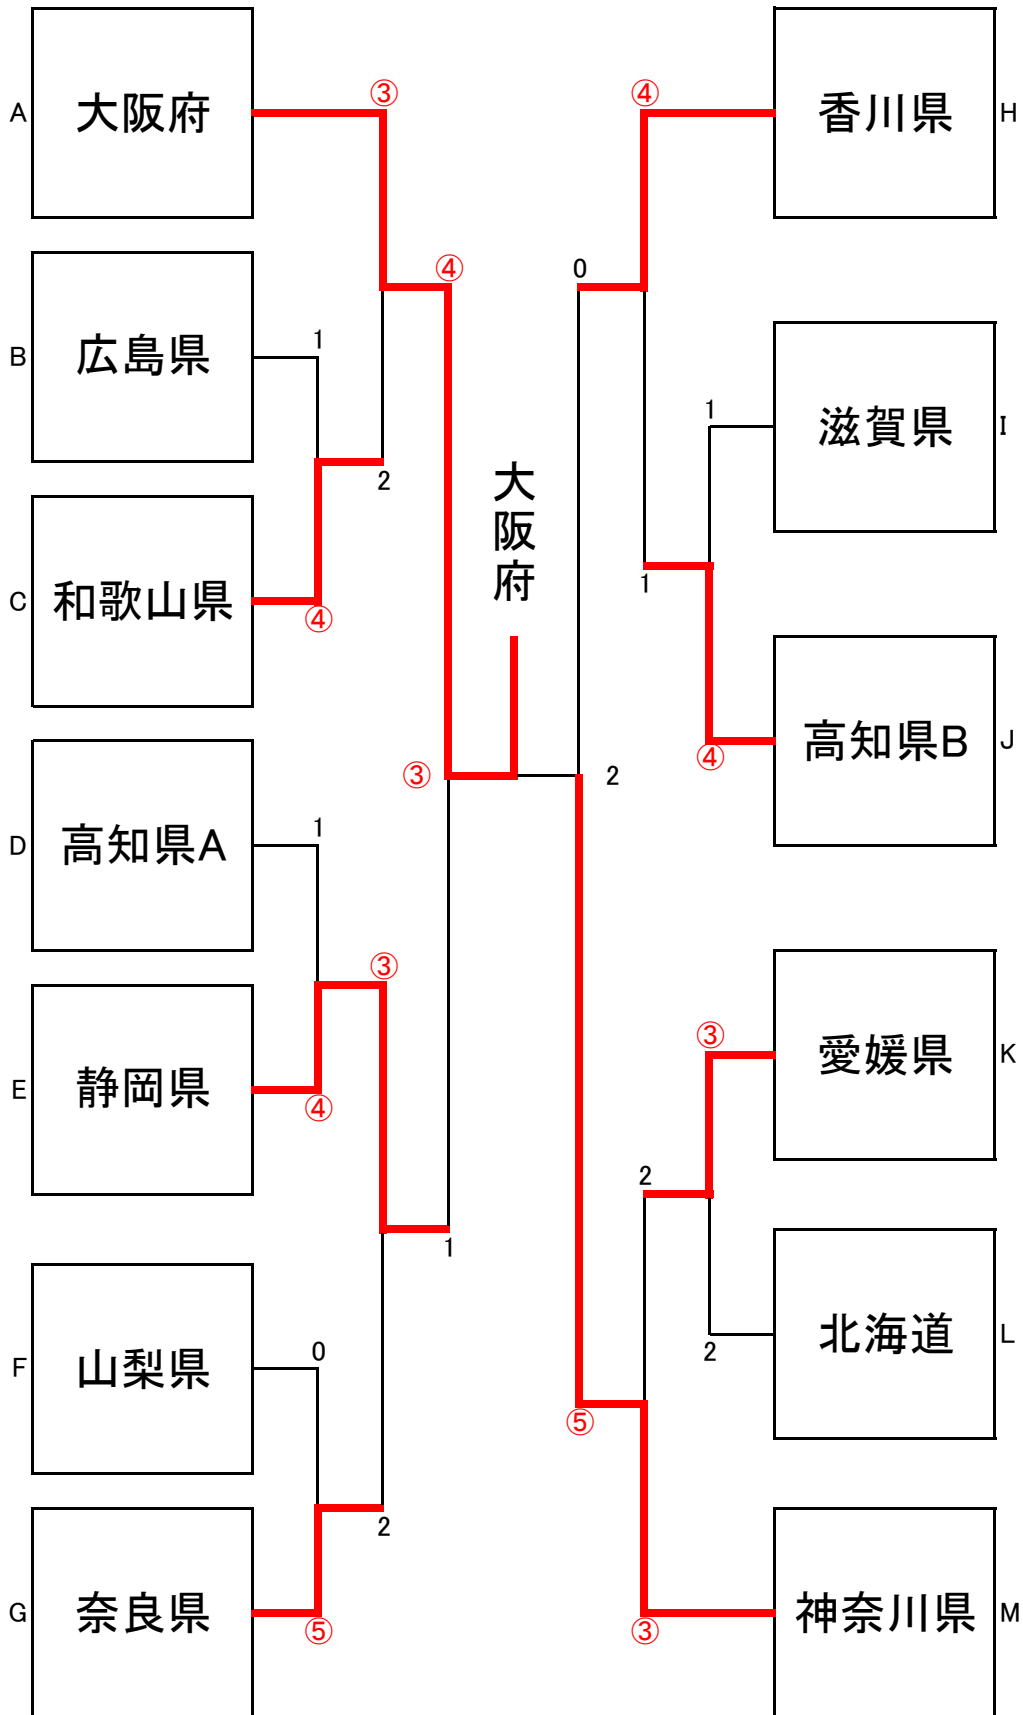 A
大阪府
③
④
香川県
H
④
0
B
広島県
1
1
滋賀県
I
2
大阪府
C
和歌山県
④
1
高知県B
J
④
③
2
D
高知県A
1
③
E
静岡県
④
③
愛媛県
K
2
1
F
山梨県
0
2
北海道
L
⑤
2
G
奈良県
⑤
③
神奈川県
M